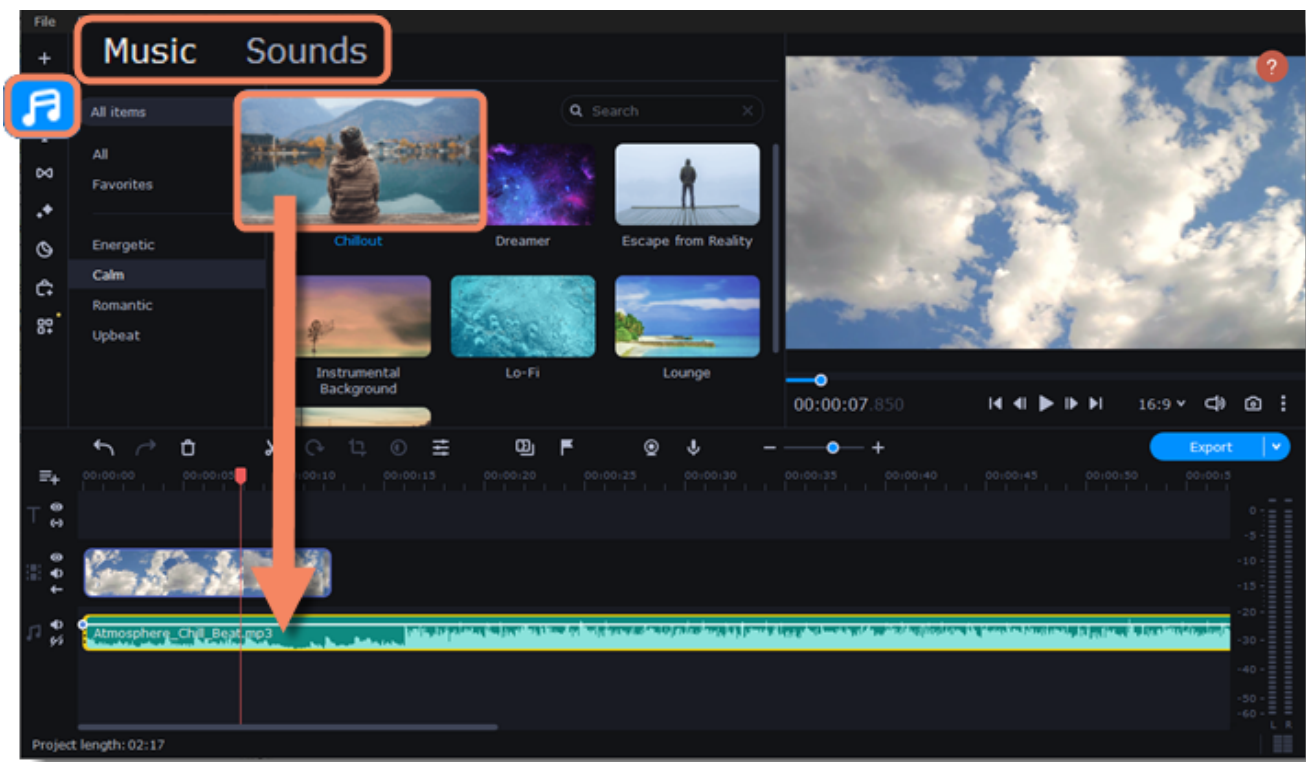 File
Music Sounds
?
All items
Search
All
Favorites
Energetic
Calm
Romantic
Upbeat
Chillout
Dreamer
Escape from Reality
Instrumental
Background
Lo-Fi
Lounge
00:00:07.850
16:9
Export
00:00:00 00:00:05 00:00:10 00:00:15 00:00:20 00:00:25 00:00:30 00:00:35 00:00:40 00:00:45 00:00:50 00:00:5
0
-5
-10
-15
-20
-30
-40
-50
-60
L R
Atmosphere_Chill_Beat.mp3
Project length: 02:17